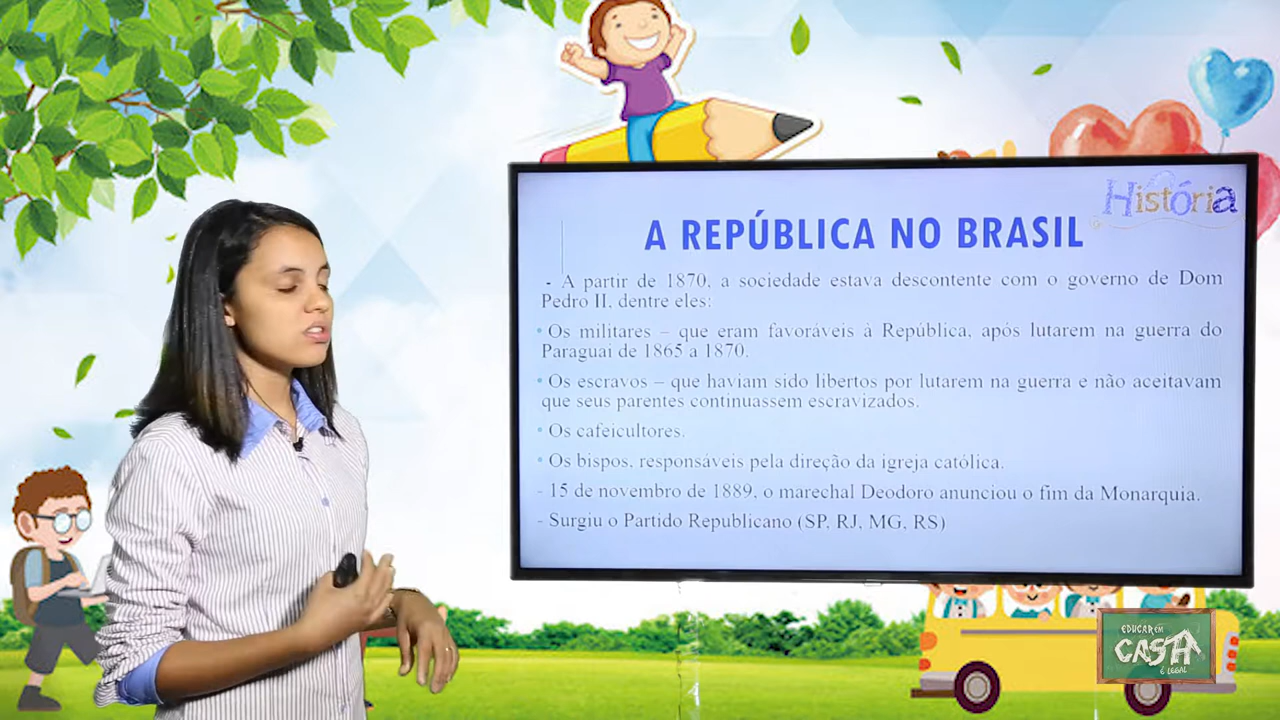 História
A REPÚBLICA NO BRASIL
- A partir de 1870, a sociedade estava descontente com o governo de Dom
Pedro II, dentre eles:
• Os militares – que eram favoráveis à República, após lutarem na guerra do
Paraguai de 1865 a 1870.
• Os escravos – que haviam sido libertos por lutarem na guerra e não aceitavam
que seus parentes continuassem escravizados.
• Os cafeicultores.
• Os bispos, responsáveis pela direção da igreja católica.
- 15 de novembro de 1889, o marechal Deodoro anunciou o fim da Monarquia.
- Surgiu o Partido Republicano (SP, RJ, MG, RS)
EDUCAR EM
CASA
É LEGAL